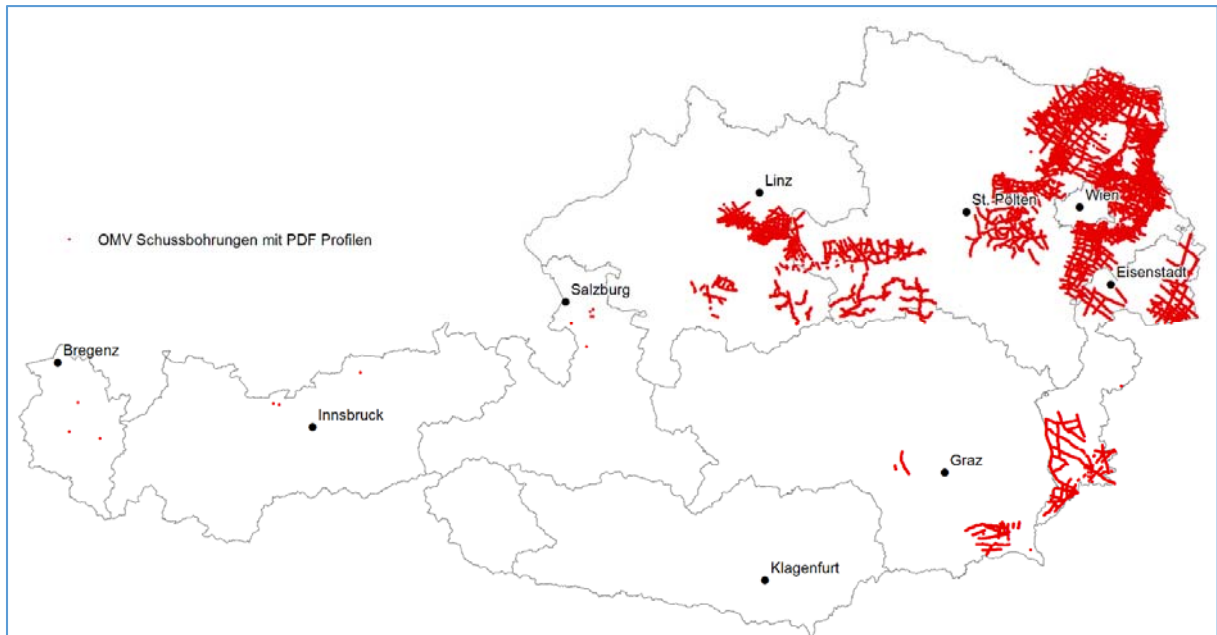 Linz
St. Pölten
Wien
OMV Schussbohrungen mit PDF Profilen
Eisenstadt
Salzburg
Bregenz
Innsbruck
Graz
Klagenfurt